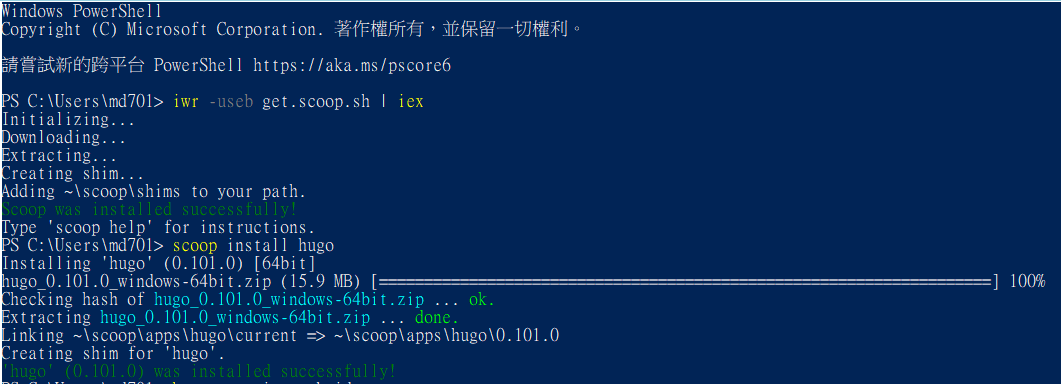 Windows PowerShell
Copyright (C) Microsoft Corporation. 著作權所有，並保留一切權利。
請嘗試新的跨平台 PowerShell https://aka.ms/pscore6
PS C:\Users\md701> iwr -useb get.scoop.sh | iex
Initializing...
Downloading...
Extracting...
Creating shim...
Adding ~\scoop\shims to your path.
Scoop was installed successfully!
Type 'scoop help' for instructions.
PS C:\Users\md701> scoop install hugo
Installing 'hugo' (0.101.0) [64bit]
hugo_0.101.0_windows-64bit.zip (15.9 MB) [=====================================================================] 100%
Checking hash of hugo_0.101.0_windows-64bit.zip ... ok.
Extracting hugo_0.101.0_windows-64bit.zip ... done.
Linking ~\scoop\apps\hugo\current => ~\scoop\apps\hugo\0.101.0
Creating shim for 'hugo'.
'hugo' (0.101.0) was installed successfully!